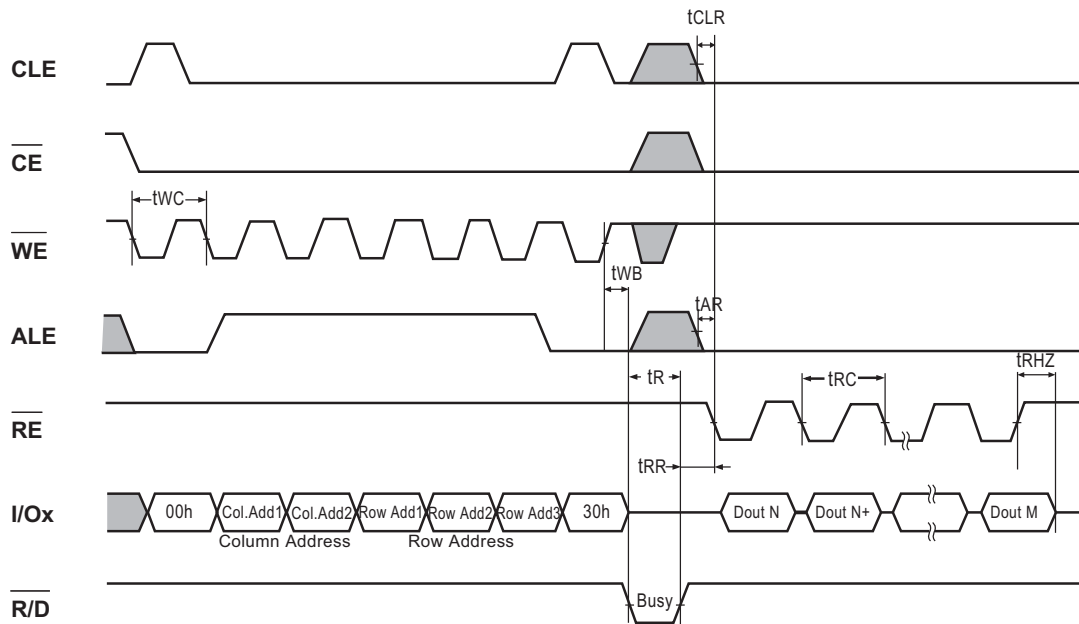 tCLR
CLE
CE
tWC
WE
tWB
tAR
ALE
tR
tRC
tRHZ
RE
tRR
I/Ox
00h
Col.Add1
Col.Add2
Row Add1
Row Add2
Row Add3
30h
Dout N
Dout N+
Dout M
Column Address
Row Address
R/D
Busy